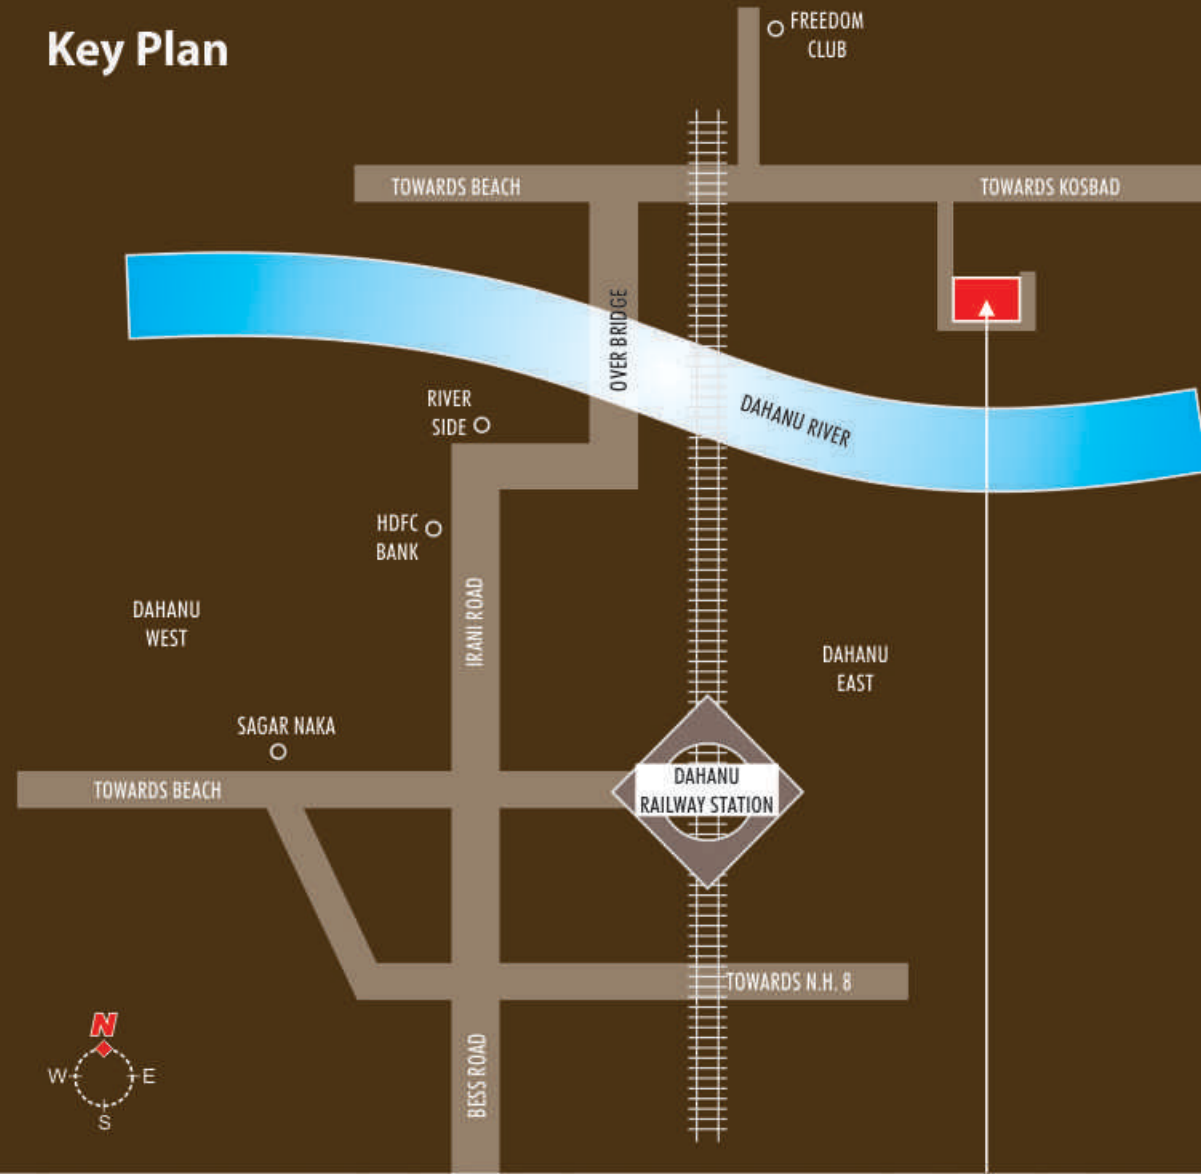 Key Plan
FREEDOM
CLUB
TOWARDS BEACH
TOWARDS KOSBAD
OVER BRIDGE
RIVER
SIDE
DAHANU RIVER
HDFC
BANK
IRANI ROAD
DAHANU
WEST
DAHANU
EAST
SAGAR NAKA
TOWARDS BEACH
DAHANU
RAILWAY STATION
TOWARDS N.H. 8
BESS ROAD
N
W
E
S